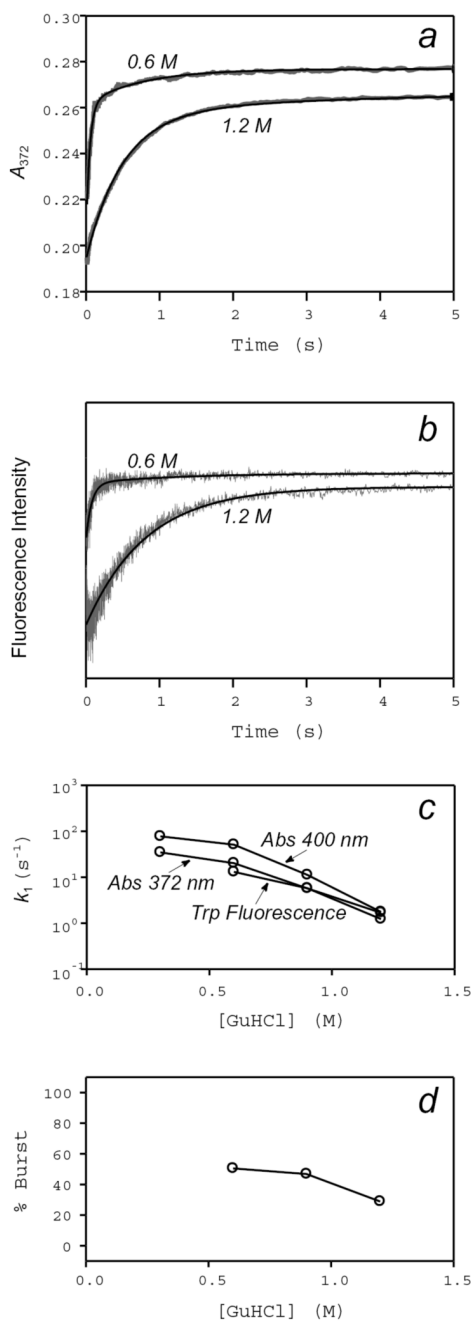 a
0.30
0.28
0.26
0.24
0.22
0.20
0.18
A372
0.6 M
1.2 M
0 1 2 3 4 5
Time (s)
b
Fluorescence Intensity
0.6 M
1.2 M
0 1 2 3 4 5
Time (s)
c
10³
10²
10¹
10⁰
10⁻¹
k₁ (s⁻¹)
Abs 400 nm
Abs 372 nm
Trp Fluorescence
0.0 0.5 1.0 1.5
[GuHCl] (M)
d
100
80
60
40
20
0
% Burst
0.0 0.5 1.0 1.5
[GuHCl] (M)